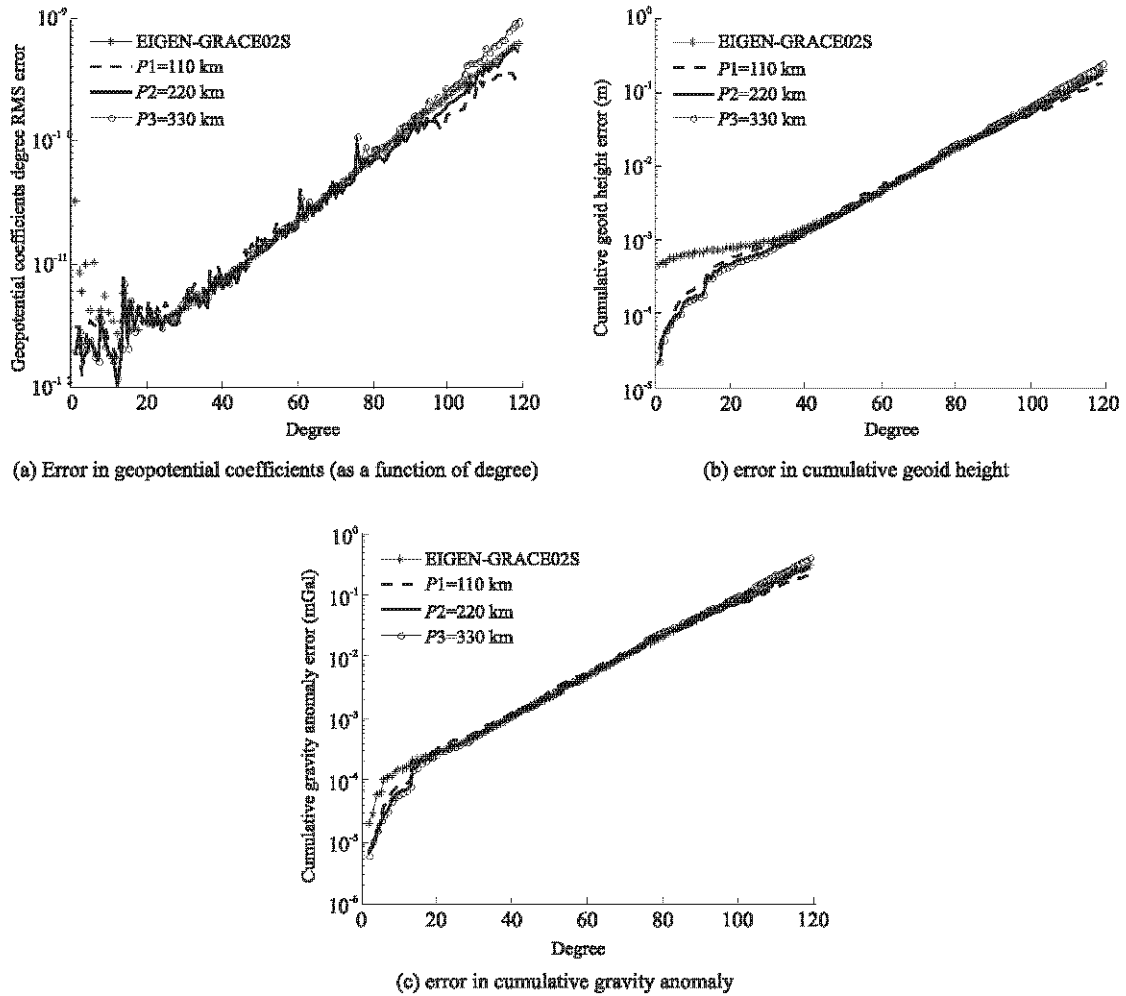 10⁻⁹
EIGEN-GRACE02S
P1=110 km
P2=220 km
P3=330 km
Geopotential coefficients degree RMS error
10⁻¹¹
0 20 40 60 80 100 120
Degree
(a) Error in geopotential coefficients (as a function of degree)
10⁰
EIGEN-GRACE02S
P1=110 km
P2=220 km
P3=330 km
Cumulative geoid height error (m)
10⁻¹
10⁻²
10⁻³
10⁻⁴
10⁻⁵
0 20 40 60 80 100 120
Degree
(b) error in cumulative geoid height
10⁰
EIGEN-GRACE02S
P1=110 km
P2=220 km
P3=330 km
Cumulative gravity anomaly error (mGal)
10⁻¹
10⁻²
10⁻³
10⁻⁴
10⁻⁵
10⁻⁶
0 20 40 60 80 100 120
Degree
(c) error in cumulative gravity anomaly